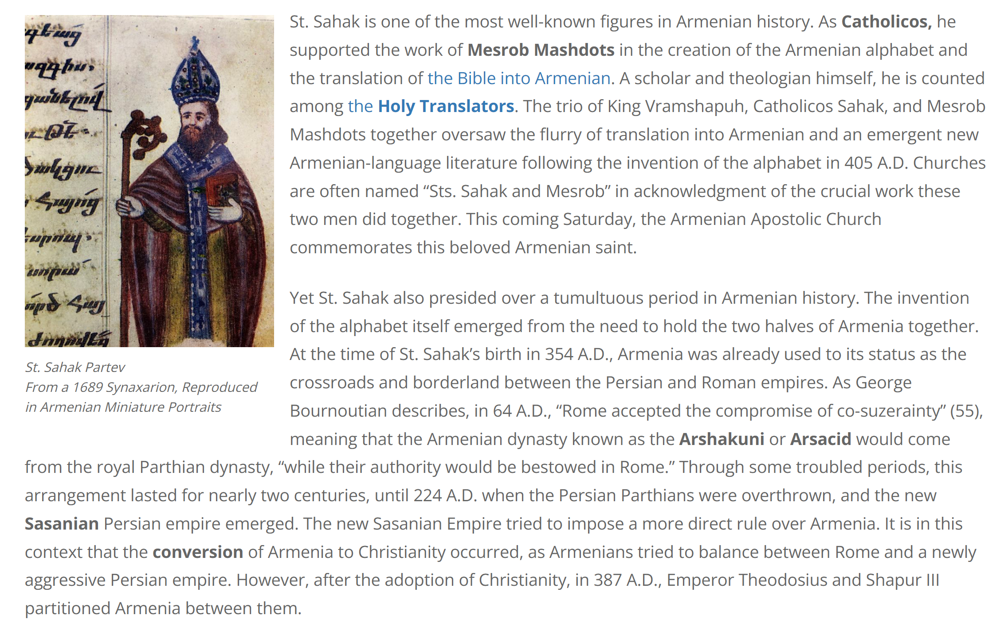 գեաց
ազգիս.
գանելով
ւ Թէ
ծակցու
Հայոց
եսրոպ.
սորա՛
ործ Հայ
ժողովէց
St. Sahak Partev
From a 1689 Synaxarion, Reproduced
in Armenian Miniature Portraits
St. Sahak is one of the most well-known figures in Armenian history. As Catholicos, he
supported the work of Mesrob Mashdots in the creation of the Armenian alphabet and
the translation of the Bible into Armenian. A scholar and theologian himself, he is counted
among the Holy Translators. The trio of King Vramshapuh, Catholicos Sahak, and Mesrob
Mashdots together oversaw the flurry of translation into Armenian and an emergent new
Armenian-language literature following the invention of the alphabet in 405 A.D. Churches
are often named “Sts. Sahak and Mesrob” in acknowledgment of the crucial work these
two men did together. This coming Saturday, the Armenian Apostolic Church
commemorates this beloved Armenian saint.
Yet St. Sahak also presided over a tumultuous period in Armenian history. The invention
of the alphabet itself emerged from the need to hold the two halves of Armenia together.
At the time of St. Sahak’s birth in 354 A.D., Armenia was already used to its status as the
crossroads and borderland between the Persian and Roman empires. As George
Bournoutian describes, in 64 A.D., “Rome accepted the compromise of co-suzerainty” (55),
meaning that the Armenian dynasty known as the Arshakuni or Arsacid would come
from the royal Parthian dynasty, “while their authority would be bestowed in Rome.” Through some troubled periods, this
arrangement lasted for nearly two centuries, until 224 A.D. when the Persian Parthians were overthrown, and the new
Sasanian Persian empire emerged. The new Sasanian Empire tried to impose a more direct rule over Armenia. It is in this
context that the conversion of Armenia to Christianity occurred, as Armenians tried to balance between Rome and a newly
aggressive Persian empire. However, after the adoption of Christianity, in 387 A.D., Emperor Theodosius and Shapur III
partitioned Armenia between them.